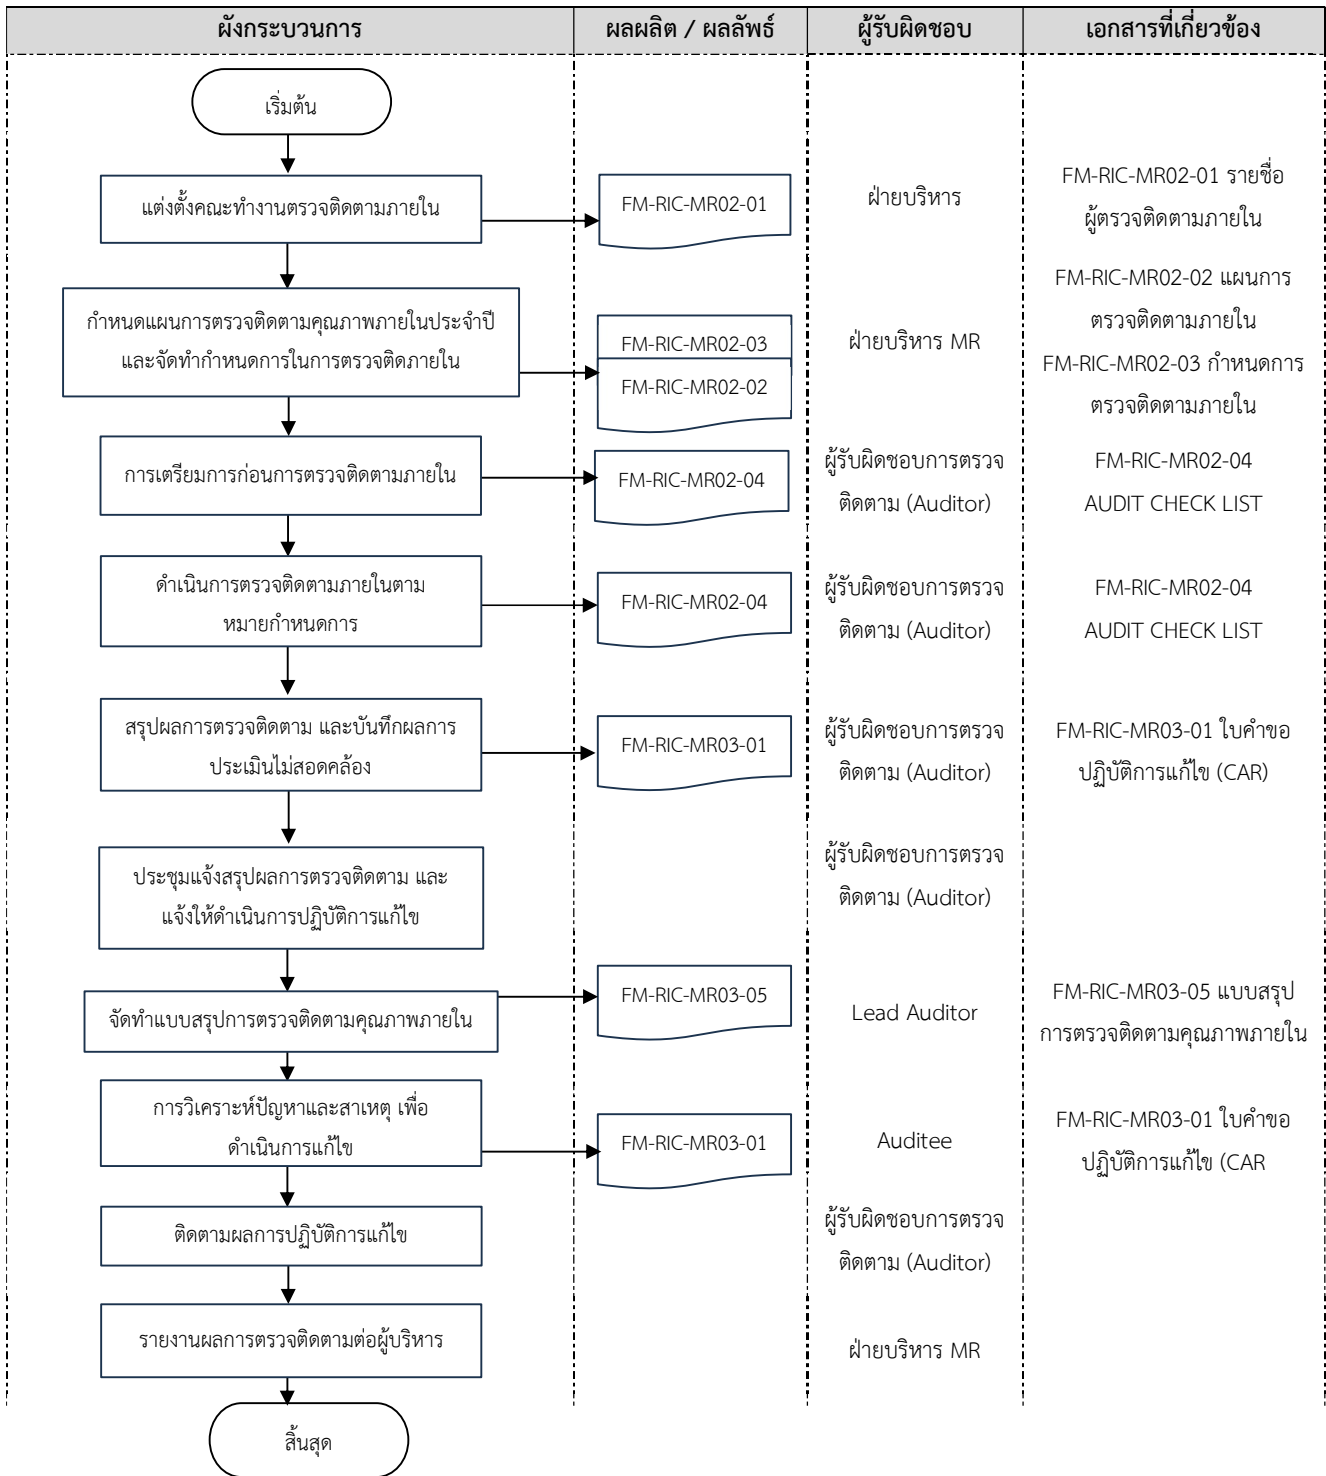 ผังกระบวนการ ผลผลิต / ผลลัพธ์ ผู้รับผิดชอบ เอกสารที่เกี่ยวข้อง
เริ่มต้น
แต่งตั้งคณะทำงานตรวจติดตามภายใน
FM-RIC-MR02-01
ฝ่ายบริหาร
FM-RIC-MR02-01 รายชื่อ
ผู้ตรวจติดตามภายใน
กำหนดแผนการตรวจติดตามคุณภาพภายในประจำปี
และจัดทำกำหนดการในการตรวจติดภายใน
FM-RIC-MR02-03
FM-RIC-MR02-02
ฝ่ายบริหาร MR
FM-RIC-MR02-02 แผนการ
ตรวจติดตามภายใน
FM-RIC-MR02-03 กำหนดการ
ตรวจติดตามภายใน
การเตรียมการก่อนการตรวจติดตามภายใน
FM-RIC-MR02-04
ผู้รับผิดชอบการตรวจ
ติดตาม (Auditor)
FM-RIC-MR02-04
AUDIT CHECK LIST
ดำเนินการตรวจติดตามภายในตาม
หมายกำหนดการ
FM-RIC-MR02-04
ผู้รับผิดชอบการตรวจ
ติดตาม (Auditor)
FM-RIC-MR02-04
AUDIT CHECK LIST
สรุปผลการตรวจติดตาม และบันทึกผลการ
ประเมินไม่สอดคล้อง
FM-RIC-MR03-01
ผู้รับผิดชอบการตรวจ
ติดตาม (Auditor)
FM-RIC-MR03-01 ใบคำขอ
ปฏิบัติการแก้ไข (CAR)
ประชุมแจ้งสรุปผลการตรวจติดตาม และ
แจ้งให้ดำเนินการปฏิบัติการแก้ไข
ผู้รับผิดชอบการตรวจ
ติดตาม (Auditor)
จัดทำแบบสรุปการตรวจติดตามคุณภาพภายใน
FM-RIC-MR03-05
Lead Auditor
FM-RIC-MR03-05 แบบสรุป
การตรวจติดตามคุณภาพภายใน
การวิเคราะห์ปัญหาและสาเหตุ เพื่อ
ดำเนินการแก้ไข
FM-RIC-MR03-01
Auditee
FM-RIC-MR03-01 ใบคำขอ
ปฏิบัติการแก้ไข (CAR
ติดตามผลการปฏิบัติการแก้ไข
ผู้รับผิดชอบการตรวจ
ติดตาม (Auditor)
รายงานผลการตรวจติดตามต่อผู้บริหาร
ฝ่ายบริหาร MR
สิ้นสุด